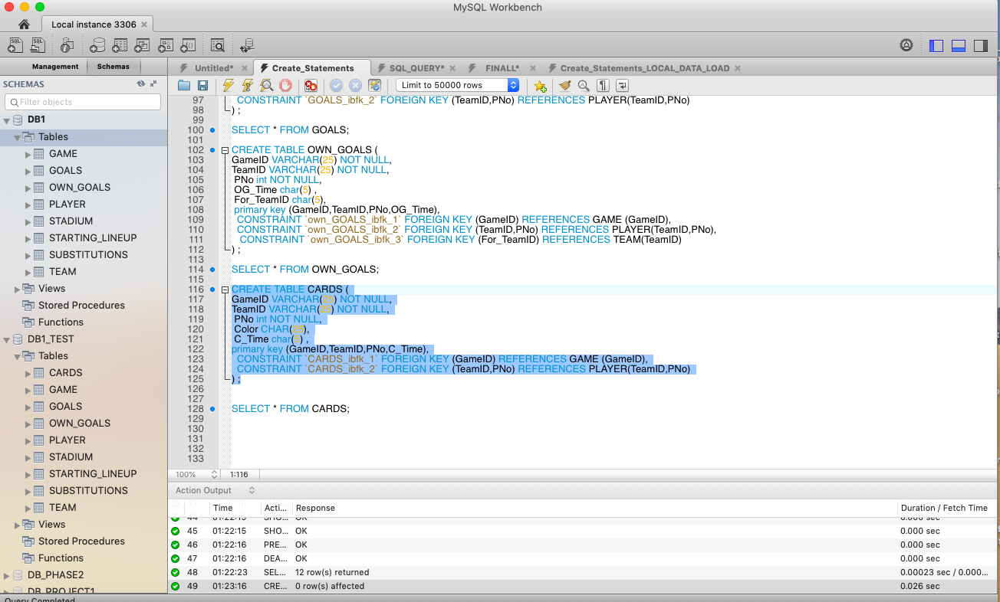 MySQL Workbench
Local instance 3306
Management Schemas
Untitled* Create_Statements SQL_QUERY* FINALL* Create_Statements_LOCAL_DATA_LOAD
SCHEMAS
Limit to 50000 rows
Filter objects
DB1
Tables
GAME
GOALS
OWN_GOALS
PLAYER
STADIUM
STARTING_LINEUP
SUBSTITUTIONS
TEAM
Views
Stored Procedures
Functions
DB1_TEST
Tables
CARDS
GAME
GOALS
OWN_GOALS
PLAYER
STADIUM
STARTING_LINEUP
SUBSTITUTIONS
TEAM
Views
Stored Procedures
Functions
DB_PHASE2
DB_PROJECT1
97 CONSTRAINT `GOALS_ibfk_2` FOREIGN KEY (TeamID,PNo) REFERENCES PLAYER(TeamID,PNo)
98 ) ;
99
100 SELECT * FROM GOALS;
101
102 CREATE TABLE OWN_GOALS (
103 GameID VARCHAR(25) NOT NULL,
104 TeamID VARCHAR(25) NOT NULL,
105 PNo int NOT NULL,
106 OG_Time char(5) ,
107 For_TeamID char(5),
108 primary key (GameID,TeamID,PNo,OG_Time),
109 CONSTRAINT `own_GOALS_ibfk_1` FOREIGN KEY (GameID) REFERENCES GAME (GameID),
110 CONSTRAINT `own_GOALS_ibfk_2` FOREIGN KEY (TeamID,PNo) REFERENCES PLAYER(TeamID,PNo),
111 CONSTRAINT `own_GOALS_ibfk_3` FOREIGN KEY (For_TeamID) REFERENCES TEAM(TeamID)
112 ) ;
113
114 SELECT * FROM OWN_GOALS;
115
116 CREATE TABLE CARDS (
117 GameID VARCHAR(25) NOT NULL,
118 TeamID VARCHAR(25) NOT NULL,
119 PNo int NOT NULL,
120 Color CHAR(25),
121 C_Time char(5) ,
122 primary key (GameID,TeamID,PNo,C_Time),
123 CONSTRAINT `CARDS_ibfk_1` FOREIGN KEY (GameID) REFERENCES GAME (GameID),
124 CONSTRAINT `CARDS_ibfk_2` FOREIGN KEY (TeamID,PNo) REFERENCES PLAYER(TeamID,PNo)
125 ) ;
126
127
128 SELECT * FROM CARDS;
129
130
131
132
133
100% 1:116
Action Output
Time Acti... Response Duration / Fetch Time
44 01:22:15 SHO... OK 0.000 sec
45 01:22:15 SHO... OK 0.000 sec
46 01:22:16 PRE... OK 0.000 sec
47 01:22:16 DEA... OK 0.000 sec
48 01:22:23 SEL... 12 row(s) returned 0.00023 sec / 0.000...
49 01:23:16 CRE... 0 row(s) affected 0.026 sec
Query Completed